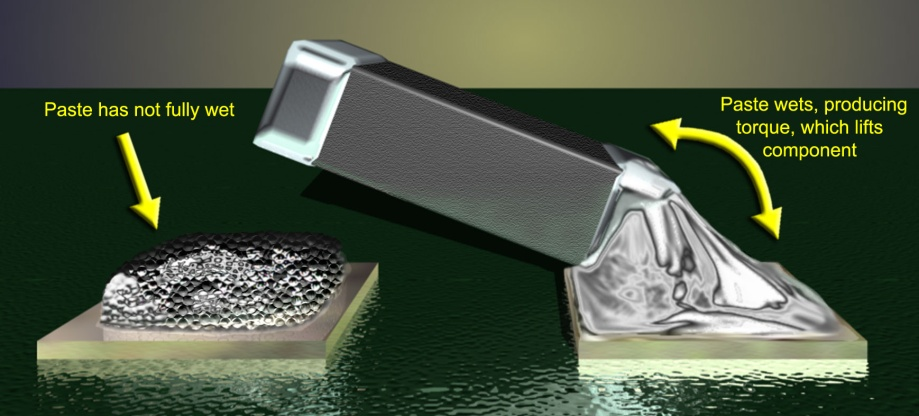 Paste has not fully wet
Paste wets, producing
torque, which lifts
component